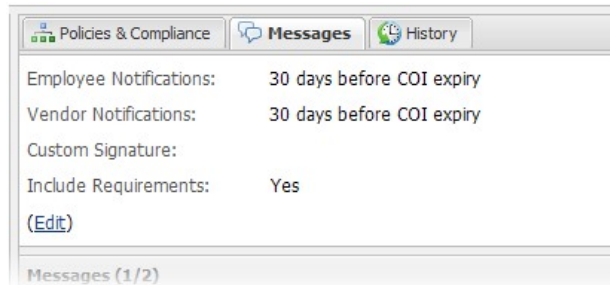 Policies & Compliance Messages History
Employee Notifications: 30 days before COI expiry
Vendor Notifications: 30 days before COI expiry
Custom Signature:
Include Requirements: Yes
(Edit)
Messages (1/2)